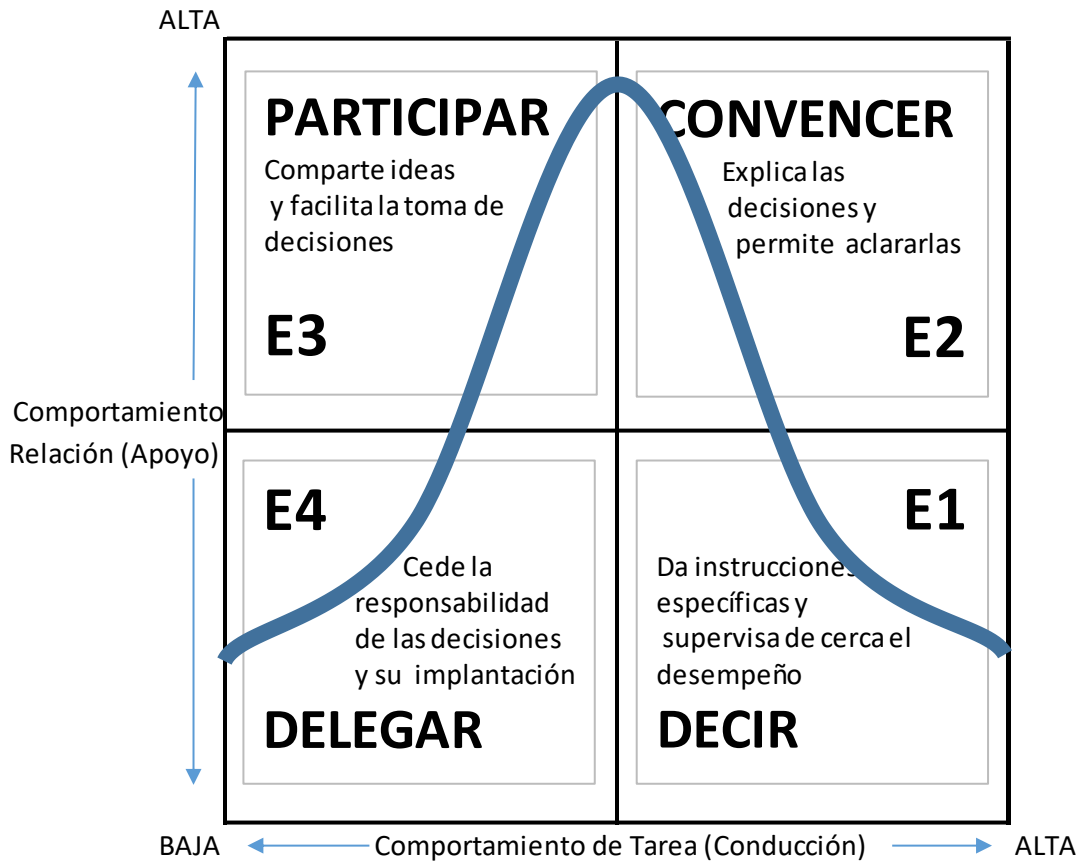 ALTA
PARTICIPAR
Comparte ideas
y facilita la toma de
decisiones
E3
CONVENCER
Explica las
decisiones y
permite aclararlas
E2
Comportamiento
Relación (Apoyo)
E4
Cede la
responsabilidad
de las decisiones
y su implantación
DELEGAR
E1
Da instrucciones
específicas y
supervisa de cerca el
desempeño
DECIR
BAJA
Comportamiento de Tarea (Conducción)
ALTA